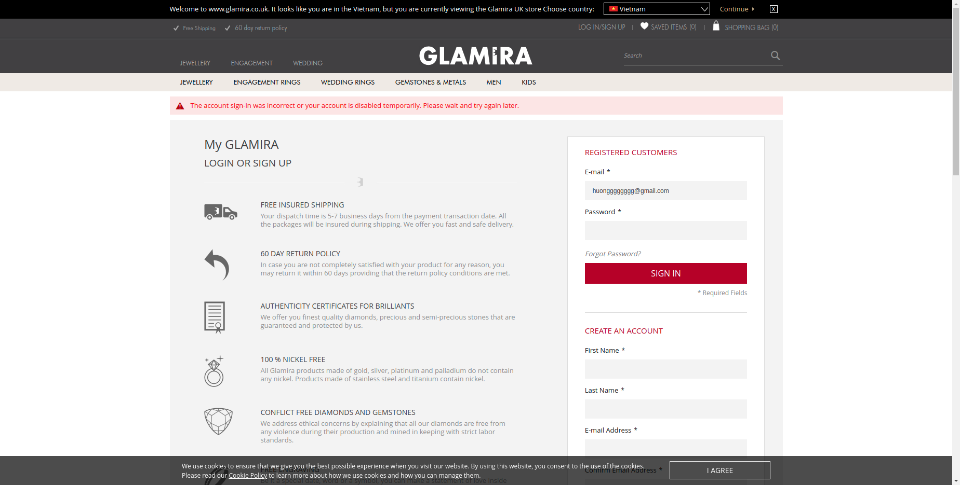 Welcome to www.glamira.co.uk. It looks like you are in the Vietnam, but you are currently viewing the Glamira UK store Choose country: Vietnam Continue
Free Shipping 60 day return policy LOG IN/SIGN UP | SAVED ITEMS (0) | SHOPPING BAG (0)
JEWELLERY ENGAGEMENT WEDDING GLAMIRA Search
JEWELLERY ENGAGEMENT RINGS WEDDING RINGS GEMSTONES & METALS MEN KIDS
The account sign-in was incorrect or your account is disabled temporarily. Please wait and try again later.
My GLAMIRA
LOGIN OR SIGN UP
FREE INSURED SHIPPING
Your dispatch time is 5-7 business days from the payment transaction date. All
the packages will be insured during shipping. We offer you fast and safe delivery.
60 DAY RETURN POLICY
In case you are not completely satisfied with your product for any reason, you
may return it within 60 days providing that the return policy conditions are met.
AUTHENTICITY CERTIFICATES FOR BRILLIANTS
We offer you finest quality diamonds, precious and semi-precious stones that are
guaranteed and protected by us.
100 % NICKEL FREE
All Glamira products made of gold, silver, platinum and palladium do not contain
any nickel. Products made of stainless steel and titanium contain nickel.
CONFLICT FREE DIAMONDS AND GEMSTONES
We address ethical concerns by explaining that all our diamonds are free from
any violence during their production and mined in keeping with strict labor
standards.
REGISTERED CUSTOMERS
E-mail *
huonggggggggg@gmail.com
Password *
Forgot Password?
SIGN IN
* Required Fields
CREATE AN ACCOUNT
First Name *
Last Name *
E-mail Address *
Confirm Email Address *
We use cookies to ensure that we give you the best possible experience when you visit our website. By using this website, you consent to the use of the cookies.
Please read our Cookie Policy to learn more about how we use cookies and how you can manage them.
I AGREE